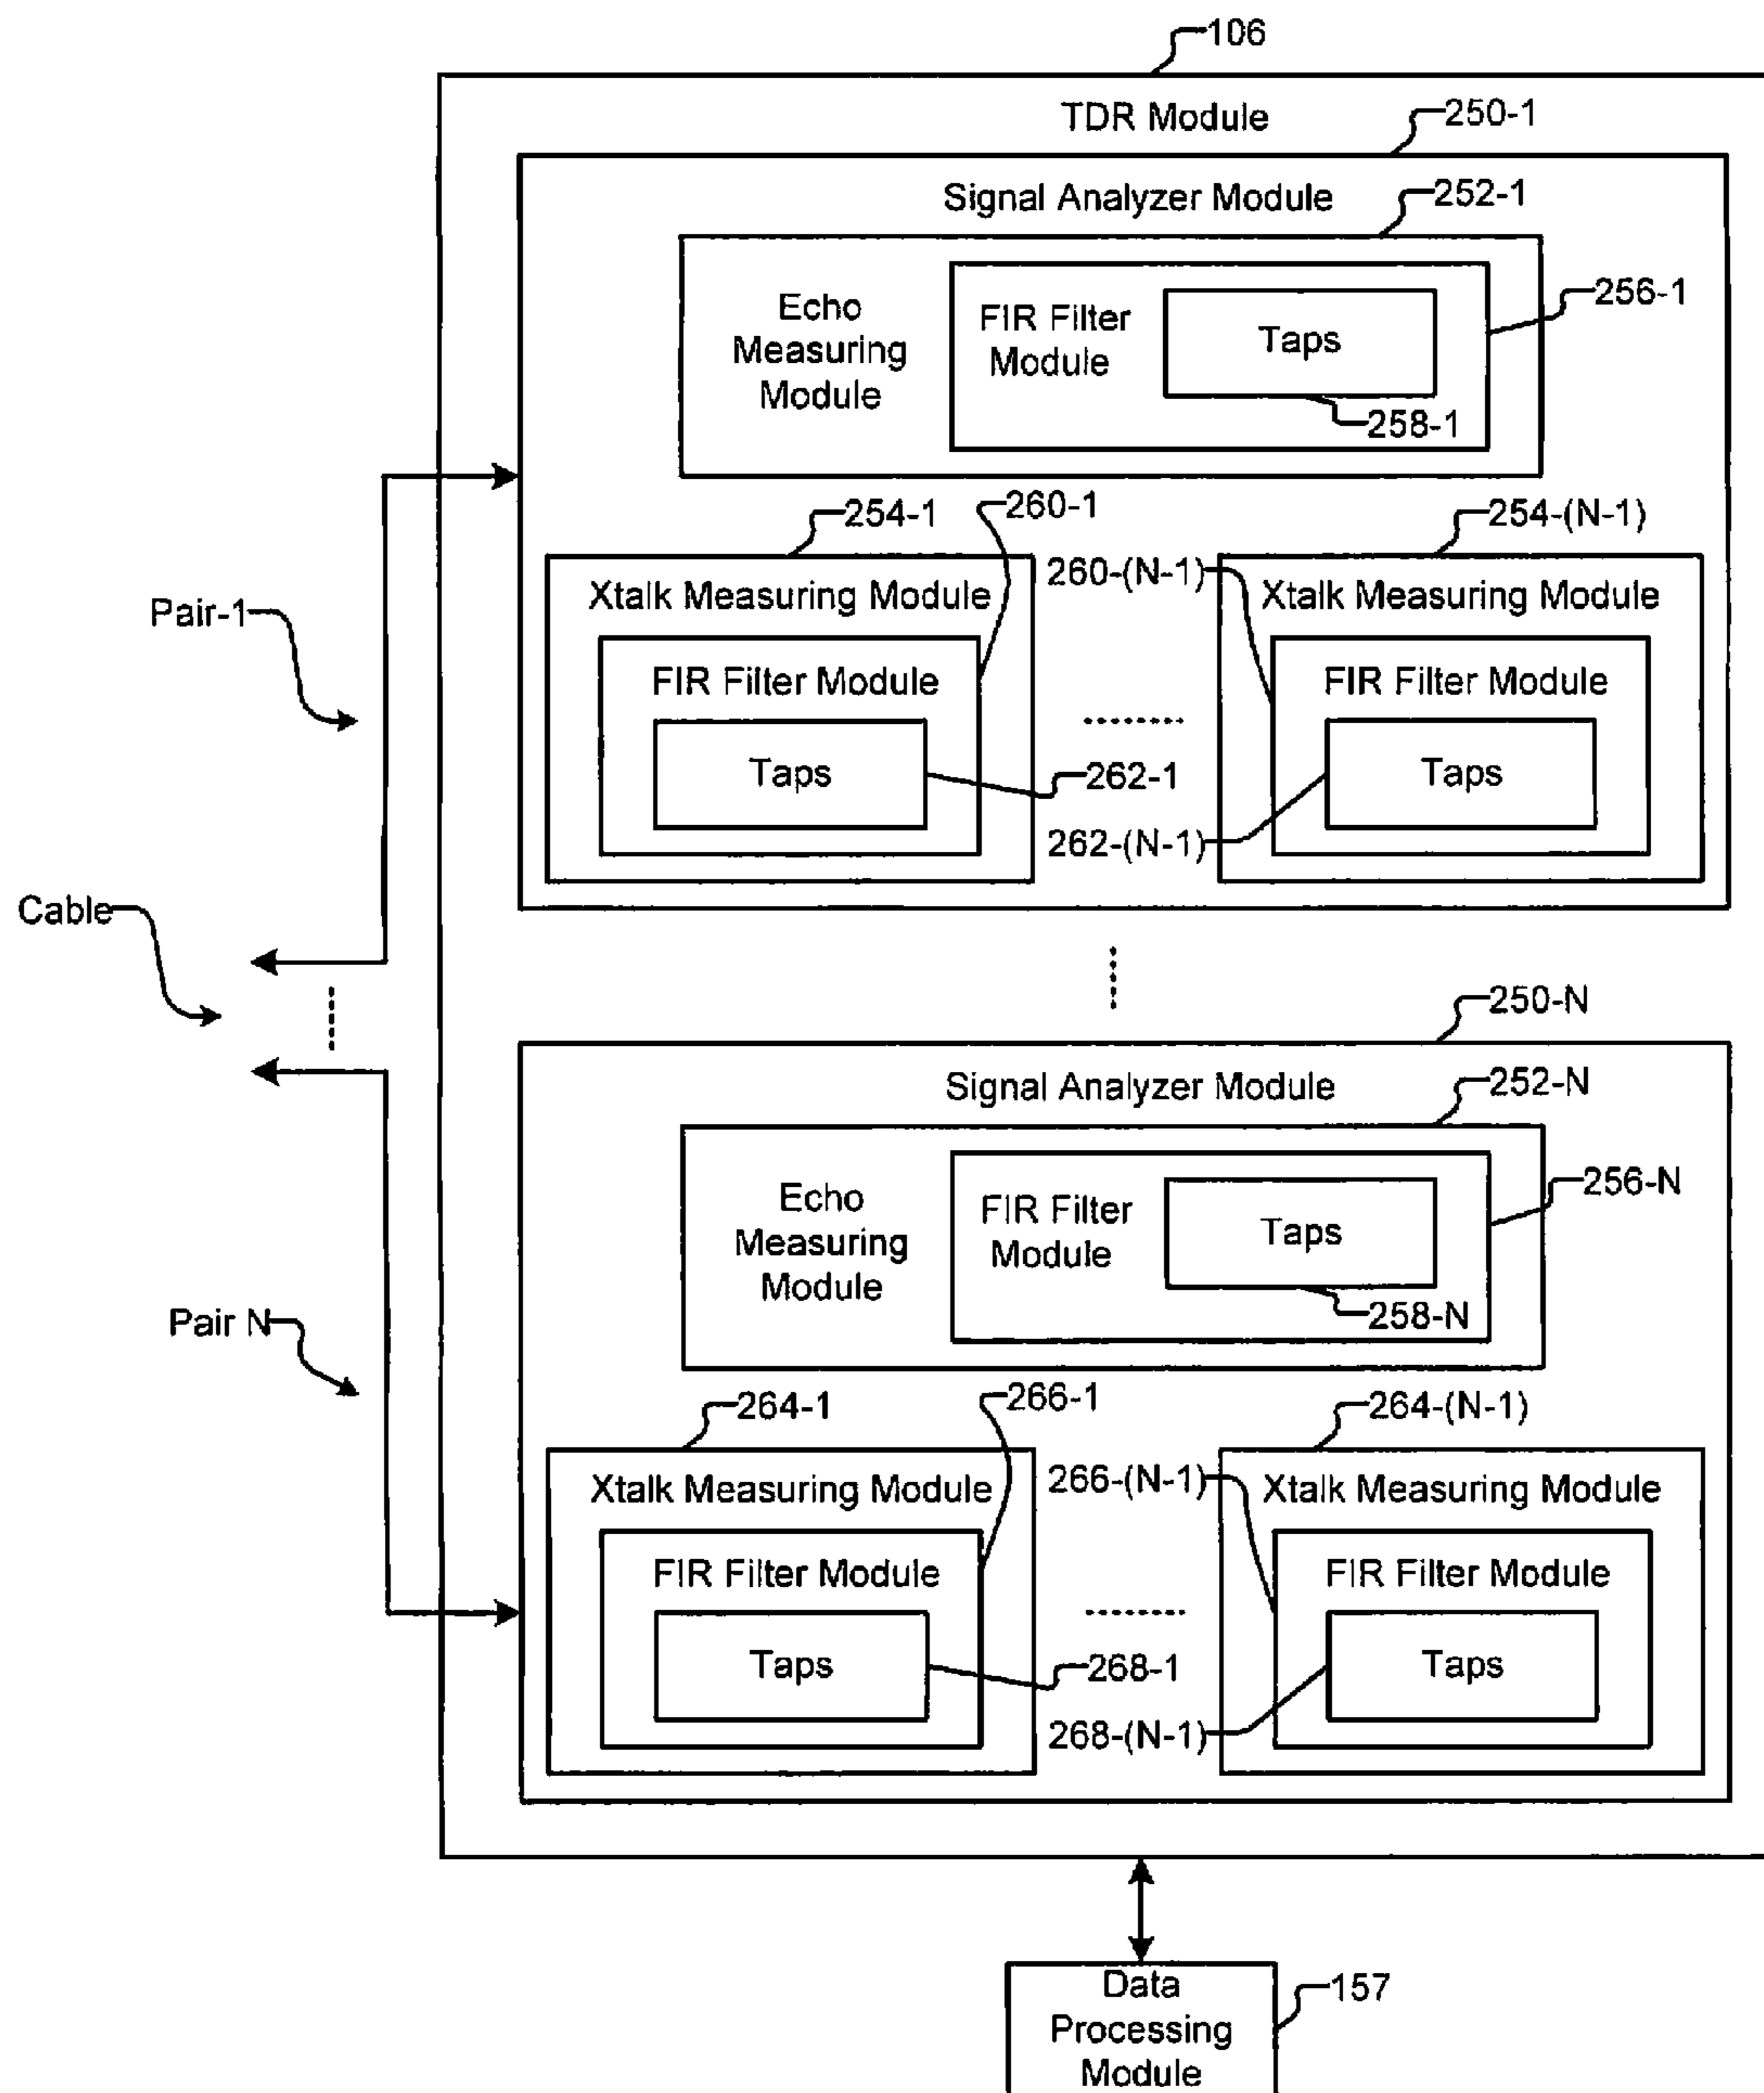 106
TDR Module
250-1
Signal Analyzer Module
252-1
Echo
Measuring
Module
FIR Filter
Module
Taps
256-1
258-1
254-1
260-1
254-(N-1)
Xtalk Measuring Module
260-(N-1)
Xtalk Measuring Module
Pair-1
FIR Filter Module
FIR Filter Module
Taps
262-1
Taps
262-(N-1)
Cable
250-N
Signal Analyzer Module
252-N
Echo
Measuring
Module
FIR Filter
Module
Taps
256-N
258-N
Pair N
264-1
266-1
264-(N-1)
Xtalk Measuring Module
266-(N-1)
Xtalk Measuring Module
FIR Filter Module
FIR Filter Module
Taps
268-1
Taps
268-(N-1)
Data
Processing
Module
157